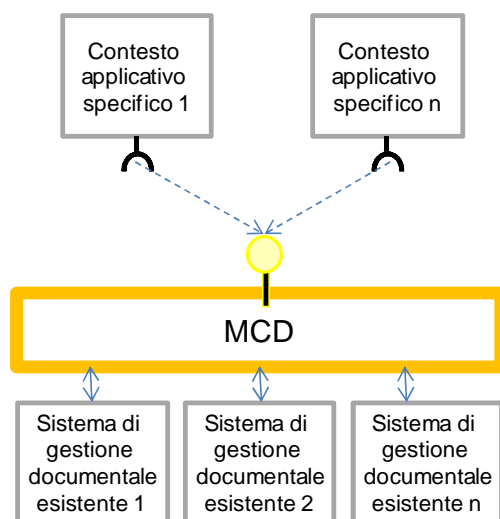 Contesto
applicativo
specifico 1
Contesto
applicativo
specifico n
MCD
Sistema di
gestione
documentale
esistente 1
Sistema di
gestione
documentale
esistente 2
Sistema di
gestione
documentale
esistente n